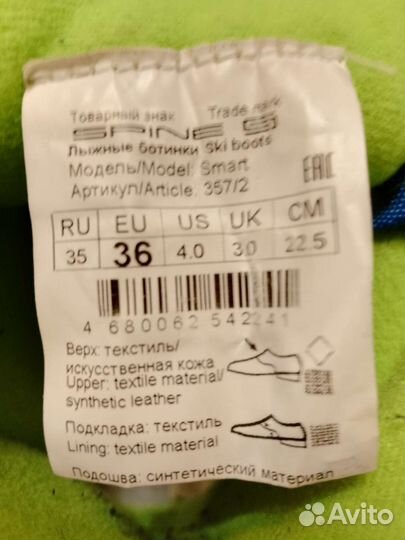 Товарный знак Trade mark
SPINE
Лыжные ботинки Ski boots
Модель/Model: Smart
Артикул/Article: 357/2
EAC
RU EU US UK CM
35 36 4.0 3.0 22.5
4 680062 542241
Верх: текстиль/
искусственная кожа
Upper: textile material/
synthetic leather
Подкладка: текстиль
Lining: textile material
Подошва: синтетический материал
Avito